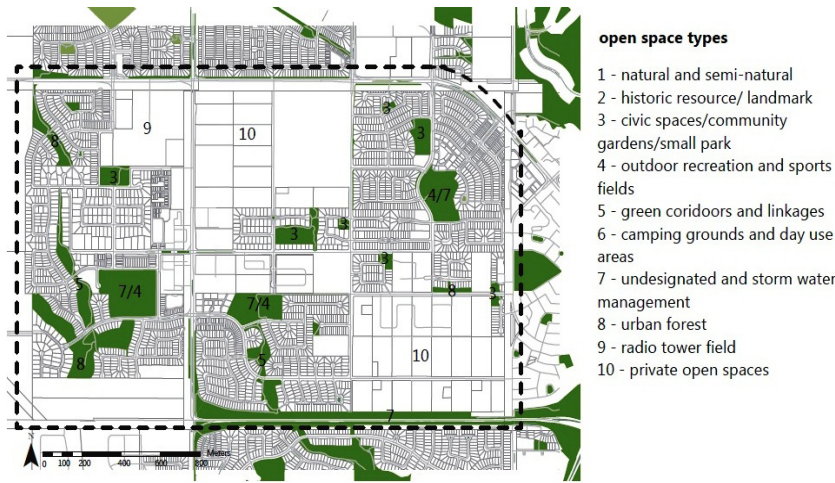 open space types
1 - natural and semi-natural
2 - historic resource/ landmark
3 - civic spaces/community
gardens/small park
4 - outdoor recreation and sports
fields
5 - green coridoors and linkages
6 - camping grounds and day use
areas
7 - undesignated and storm water
management
8 - urban forest
9 - radio tower field
10 - private open spaces
3
9
10
3
8
3
4/7
3
3
3
5
7/4
8
3
7/4
10
8
5
7
N
Meters
0 100 200 400 600 800